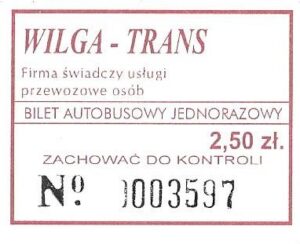 WILGA - TRANS
Firma świadczy usługi
przewozowe osób
BILET AUTOBUSOWY JEDNORAZOWY
2,50 zł.
ZACHOWAĆ DO KONTROLI
Nº 0003597